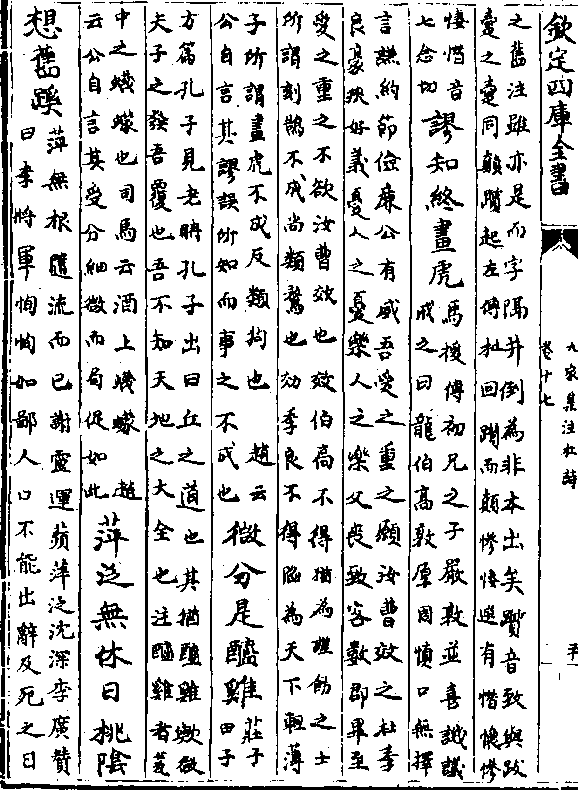 欽定四庫全書
九家集注杜詩
卷十七
之舊注雖亦是而字隔井倒為非本出矣躓音致與跋
疐之疐同顛躓起左傳杜回躓而顛慘悽選有惜悽慘
悽惜音
七念切
謬知終畫虎
馬援傳初兄之子嚴敦並喜譏議
戒之曰龍伯高敦厚周慎口無擇
言謙約節儉廉公有威吾愛之重之願汝曹效之杜季
良豪俠好義憂人之憂樂人之樂父喪致客數郡畢至
愛之重之不欲汝曹效也效伯高不得猶為謹飭之士
所謂刻鵠不成尚類鶩也効季良不得陷為天下輕薄
子所謂畫虎不成反類狗也 趙云
公自言其謬誤所如而事之不成也
微分是醯雞
莊子
田子
方篇孔子見老聃孔子出曰丘之道也其猶醯雞歟微
夫子之發吾覆也吾不知天地之大全也注醯雞者甕
中之蠛蠓也司馬云酒上蠛蠓 趙
云公自言其受分細微而局促如此
萍泛無休日桃陰
想舊蹊
萍無根隨流而已謝靈運蘋萍泛沈深李廣贊
曰李將軍恂恂如鄙人口不能出辭及死之日